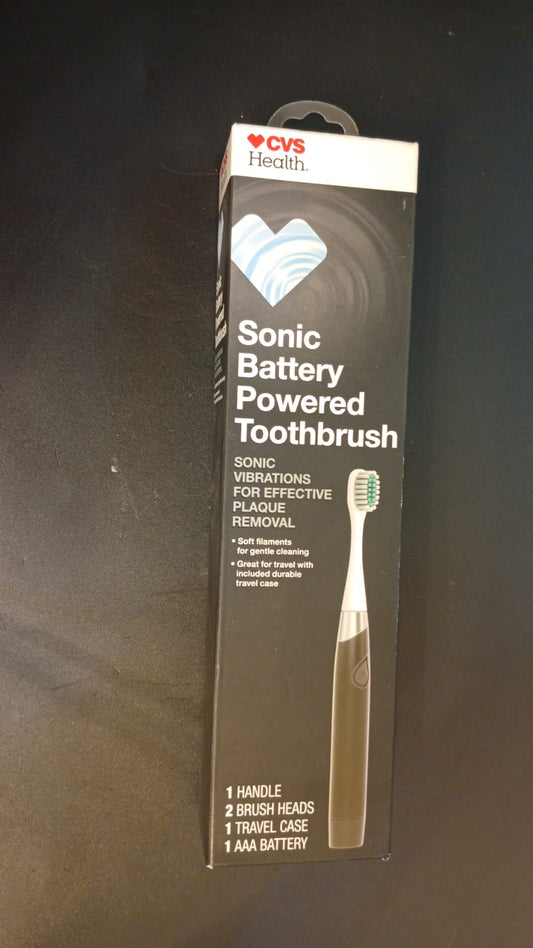 CVS
Health.
Sonic
Battery
Powered
Toothbrush
SONIC
VIBRATIONS
FOR EFFECTIVE
PLAQUE
REMOVAL
• Soft filaments
for gentle cleaning
• Great for travel with
included durable
travel case
1 HANDLE
2 BRUSH HEADS
1 TRAVEL CASE
1 AAA BATTERY